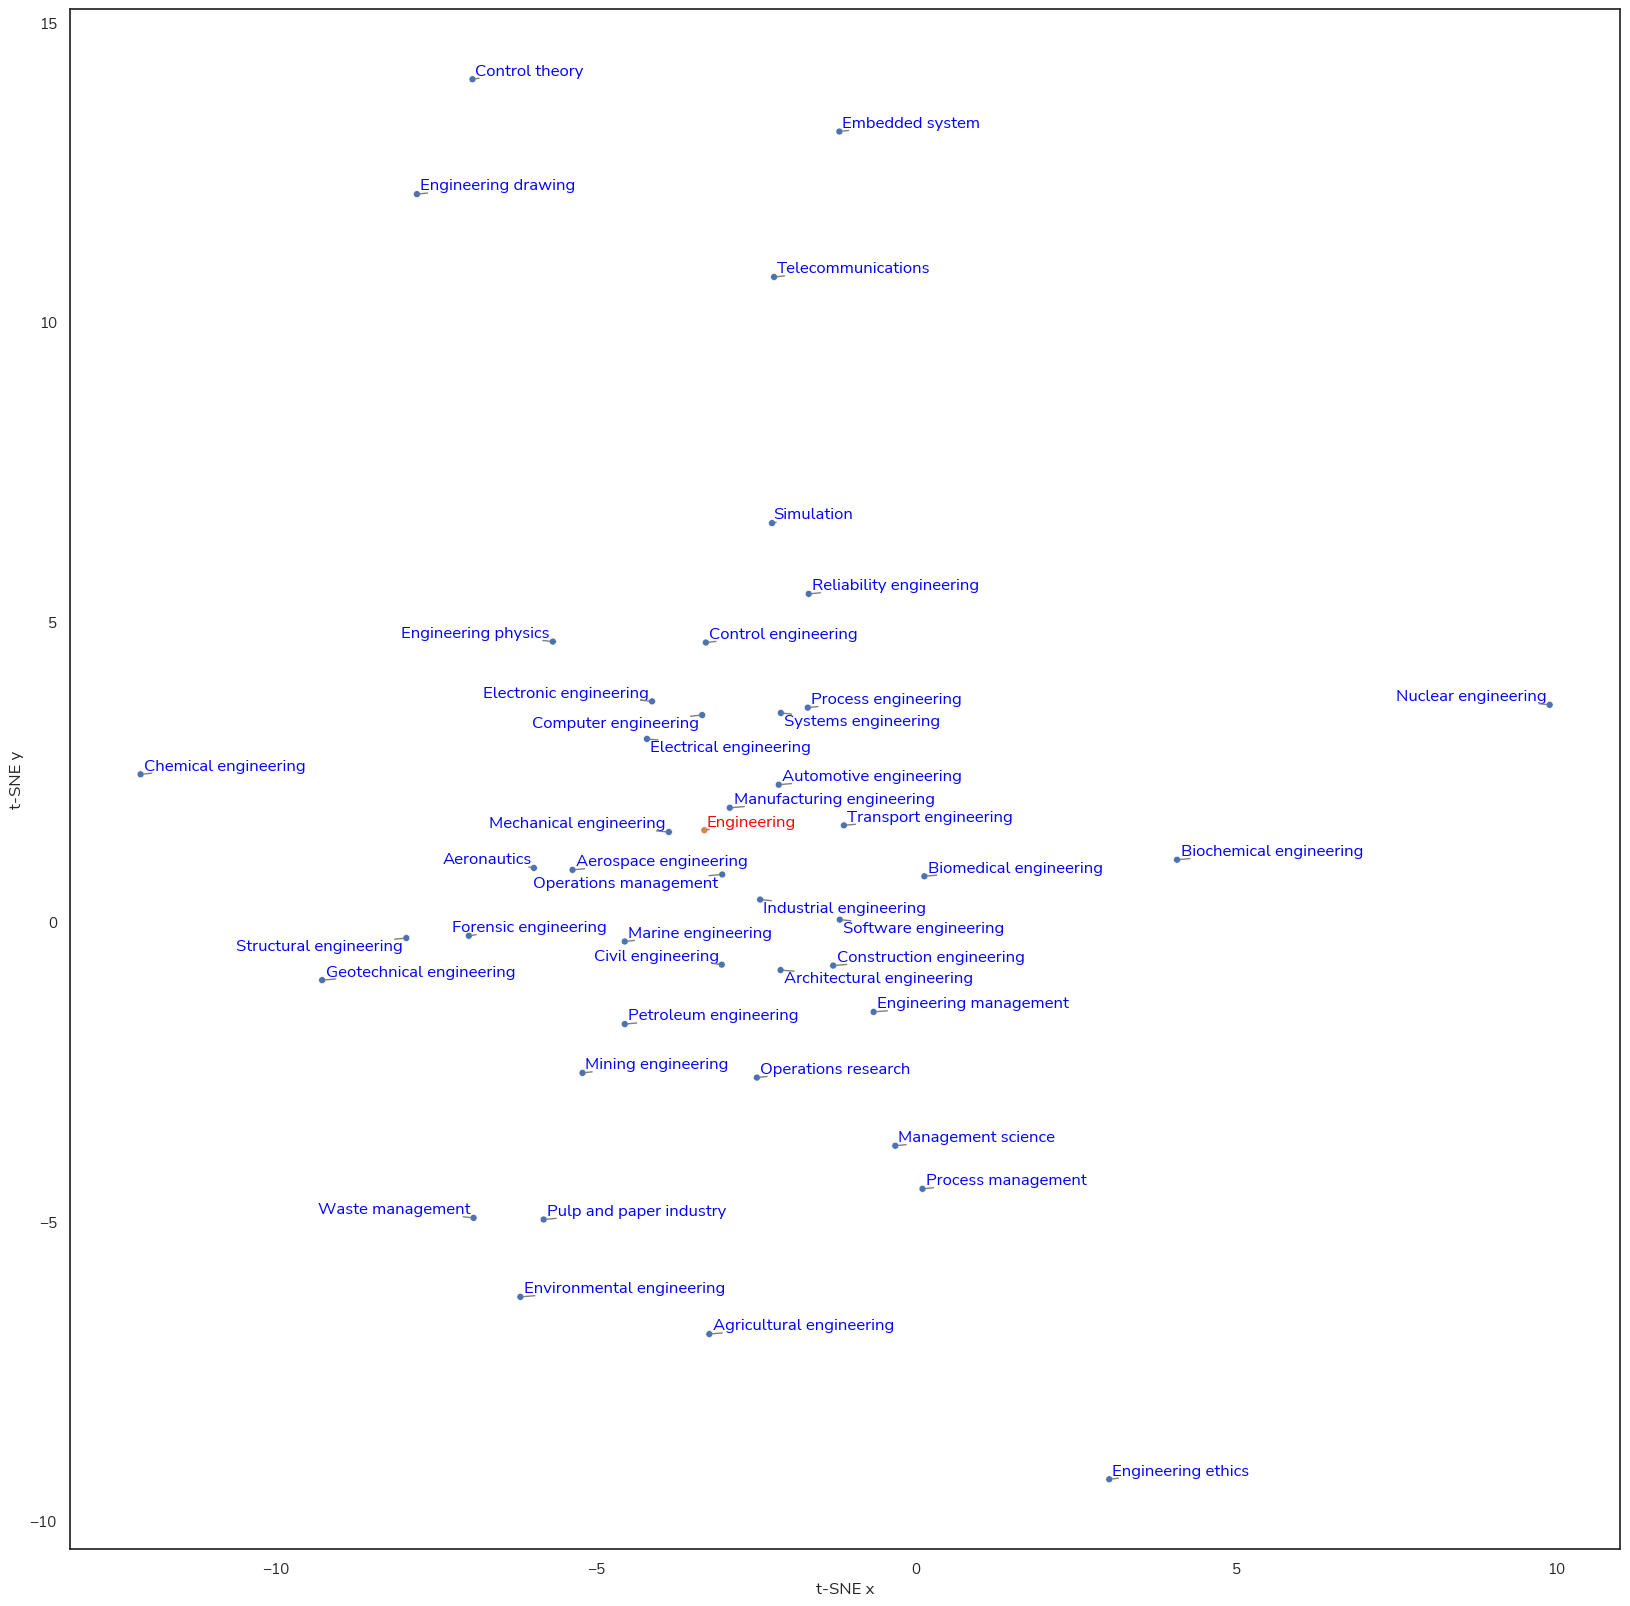 15
Control theory
Embedded system
Engineering drawing
Telecommunications
10
Simulation
Reliability engineering
5
Engineering physics
Control engineering
Electronic engineering
Process engineering
Nuclear engineering
Computer engineering
Systems engineering
Electrical engineering
t-SNE y
Chemical engineering
Automotive engineering
Manufacturing engineering
Mechanical engineering
Engineering
Transport engineering
Aeronautics
Aerospace engineering
Biochemical engineering
Operations management
Biomedical engineering
Industrial engineering
0
Forensic engineering
Marine engineering
Software engineering
Structural engineering
Civil engineering
Construction engineering
Geotechnical engineering
Architectural engineering
Engineering management
Petroleum engineering
Mining engineering
Operations research
Management science
Process management
Waste management
Pulp and paper industry
−5
Environmental engineering
Agricultural engineering
Engineering ethics
−10
−10 −5 0 5 10
t-SNE x